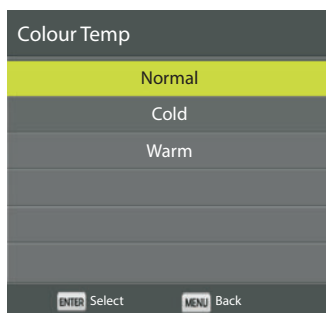 Colour Temp
Normal
Cold
Warm
ENTER Select MENU Back